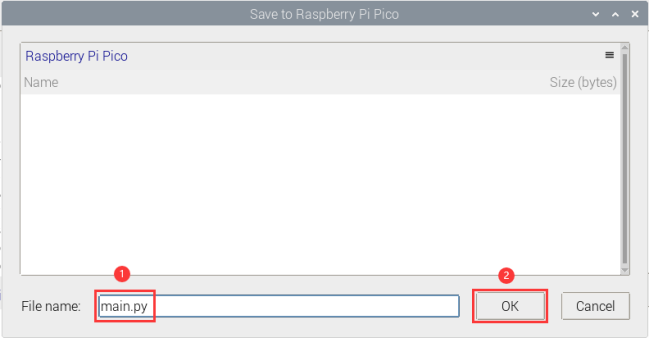 Save to Raspberry Pi Pico
Raspberry Pi Pico
Name Size (bytes)
1 2
File name: main.py OK Cancel